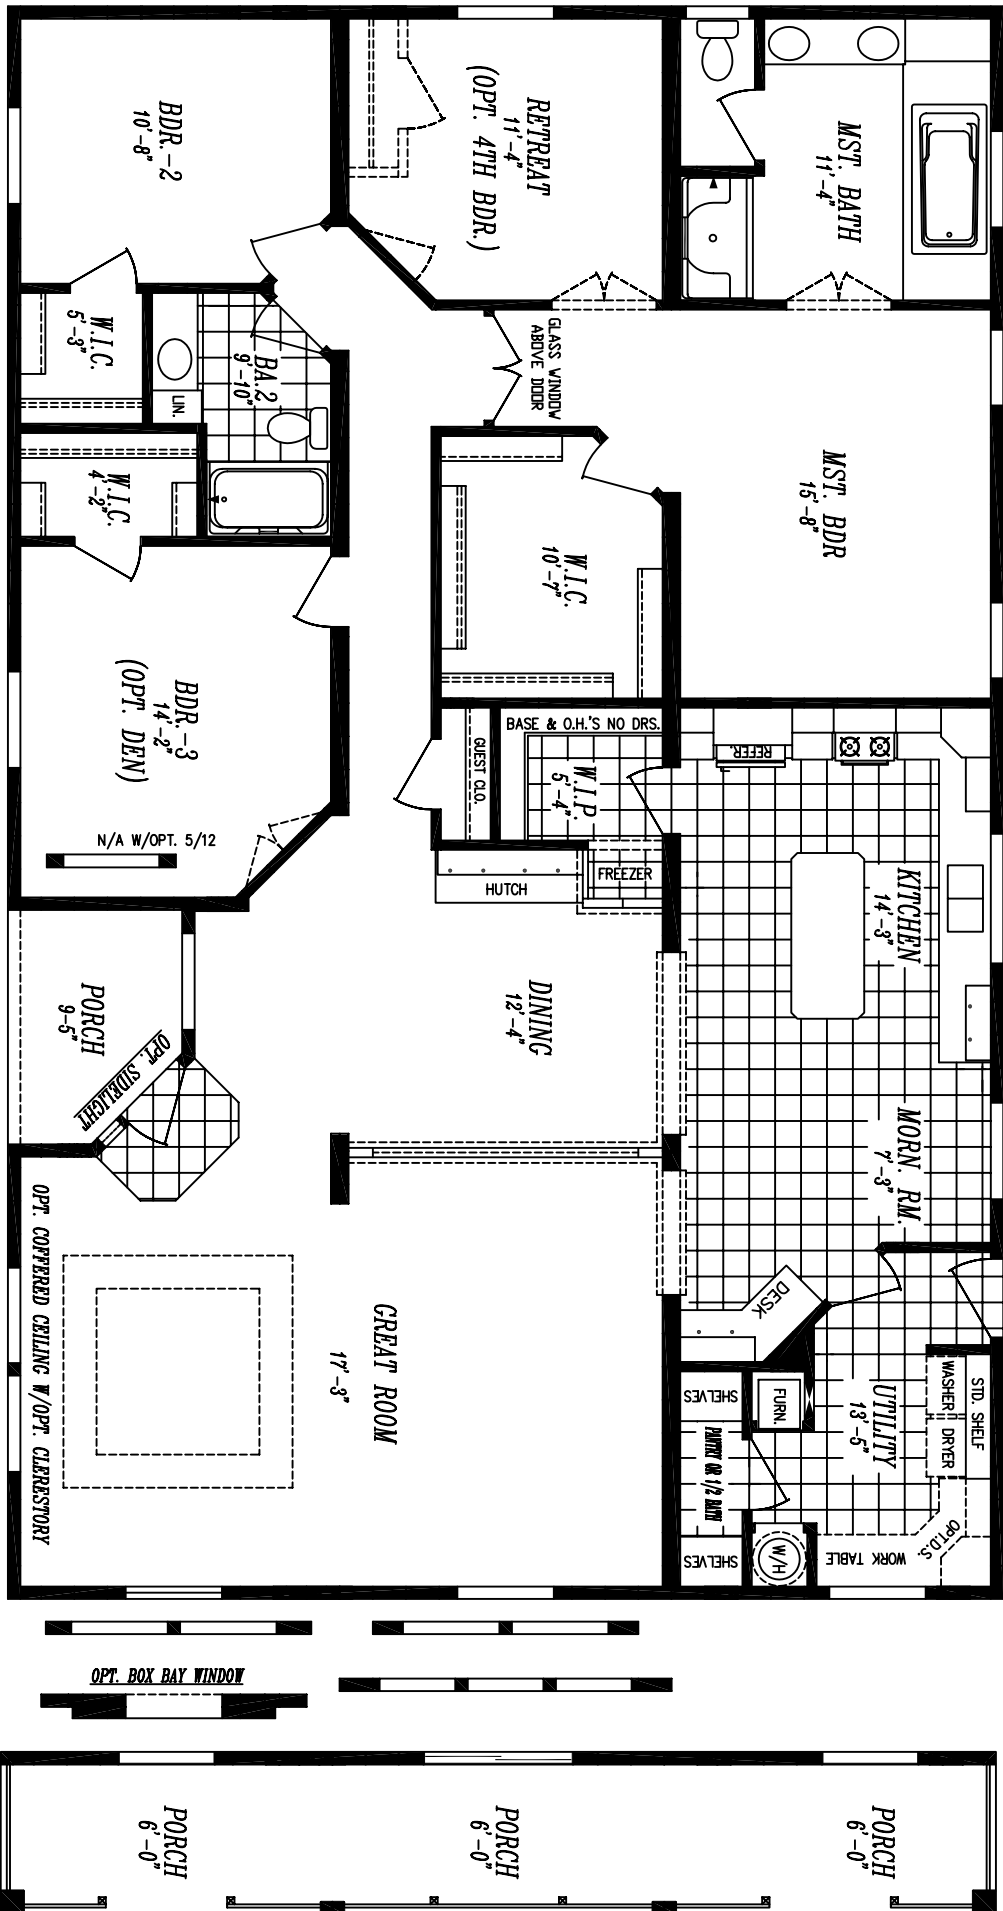 BDR.-2
10'-8"
RETREAT
11'-4"
(OPT. 4TH BDR.)
MST. BATH
11'-4"
W.I.C.
5'-3"
BA.2
9'-10"
LIN.
GLASS WINDOW
ABOVE DOOR
W.I.C.
4'-2"
MST. BDR
15'-8"
W.I.C.
10'-7"
BDR.-3
14'-2"
(OPT. DEN)
N/A W/OPT. 5/12
GUEST CLO.
BASE & O.H.'S NO DRS.
W.I.P.
5'-4"
REFER.
FREEZER
HUTCH
KITCHEN
14'-3"
PORCH
9'-5"
OPT. SIDELIGHT
DINING
12'-4"
MORN. RM.
7'-3"
OPT. COFFERED CEILING W/OPT. CLERESTORY
GREAT ROOM
17'-3"
DESK
SHELVES
PANTRY OR 1/2 BATH
SHELVES
FURN.
UTILITY
13'-5"
WASHER
DRYER
STD. SHELF
OPT.D.S.
WORK TABLE
W/H
OPT. BOX BAY WINDOW
PORCH
6'-0"
PORCH
6'-0"
PORCH
6'-0"